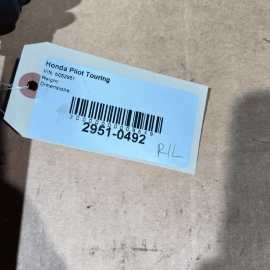 Honda Pilot Touring
VIN: 5052951
Weight:
Dimensions:
2951-0492
R/L